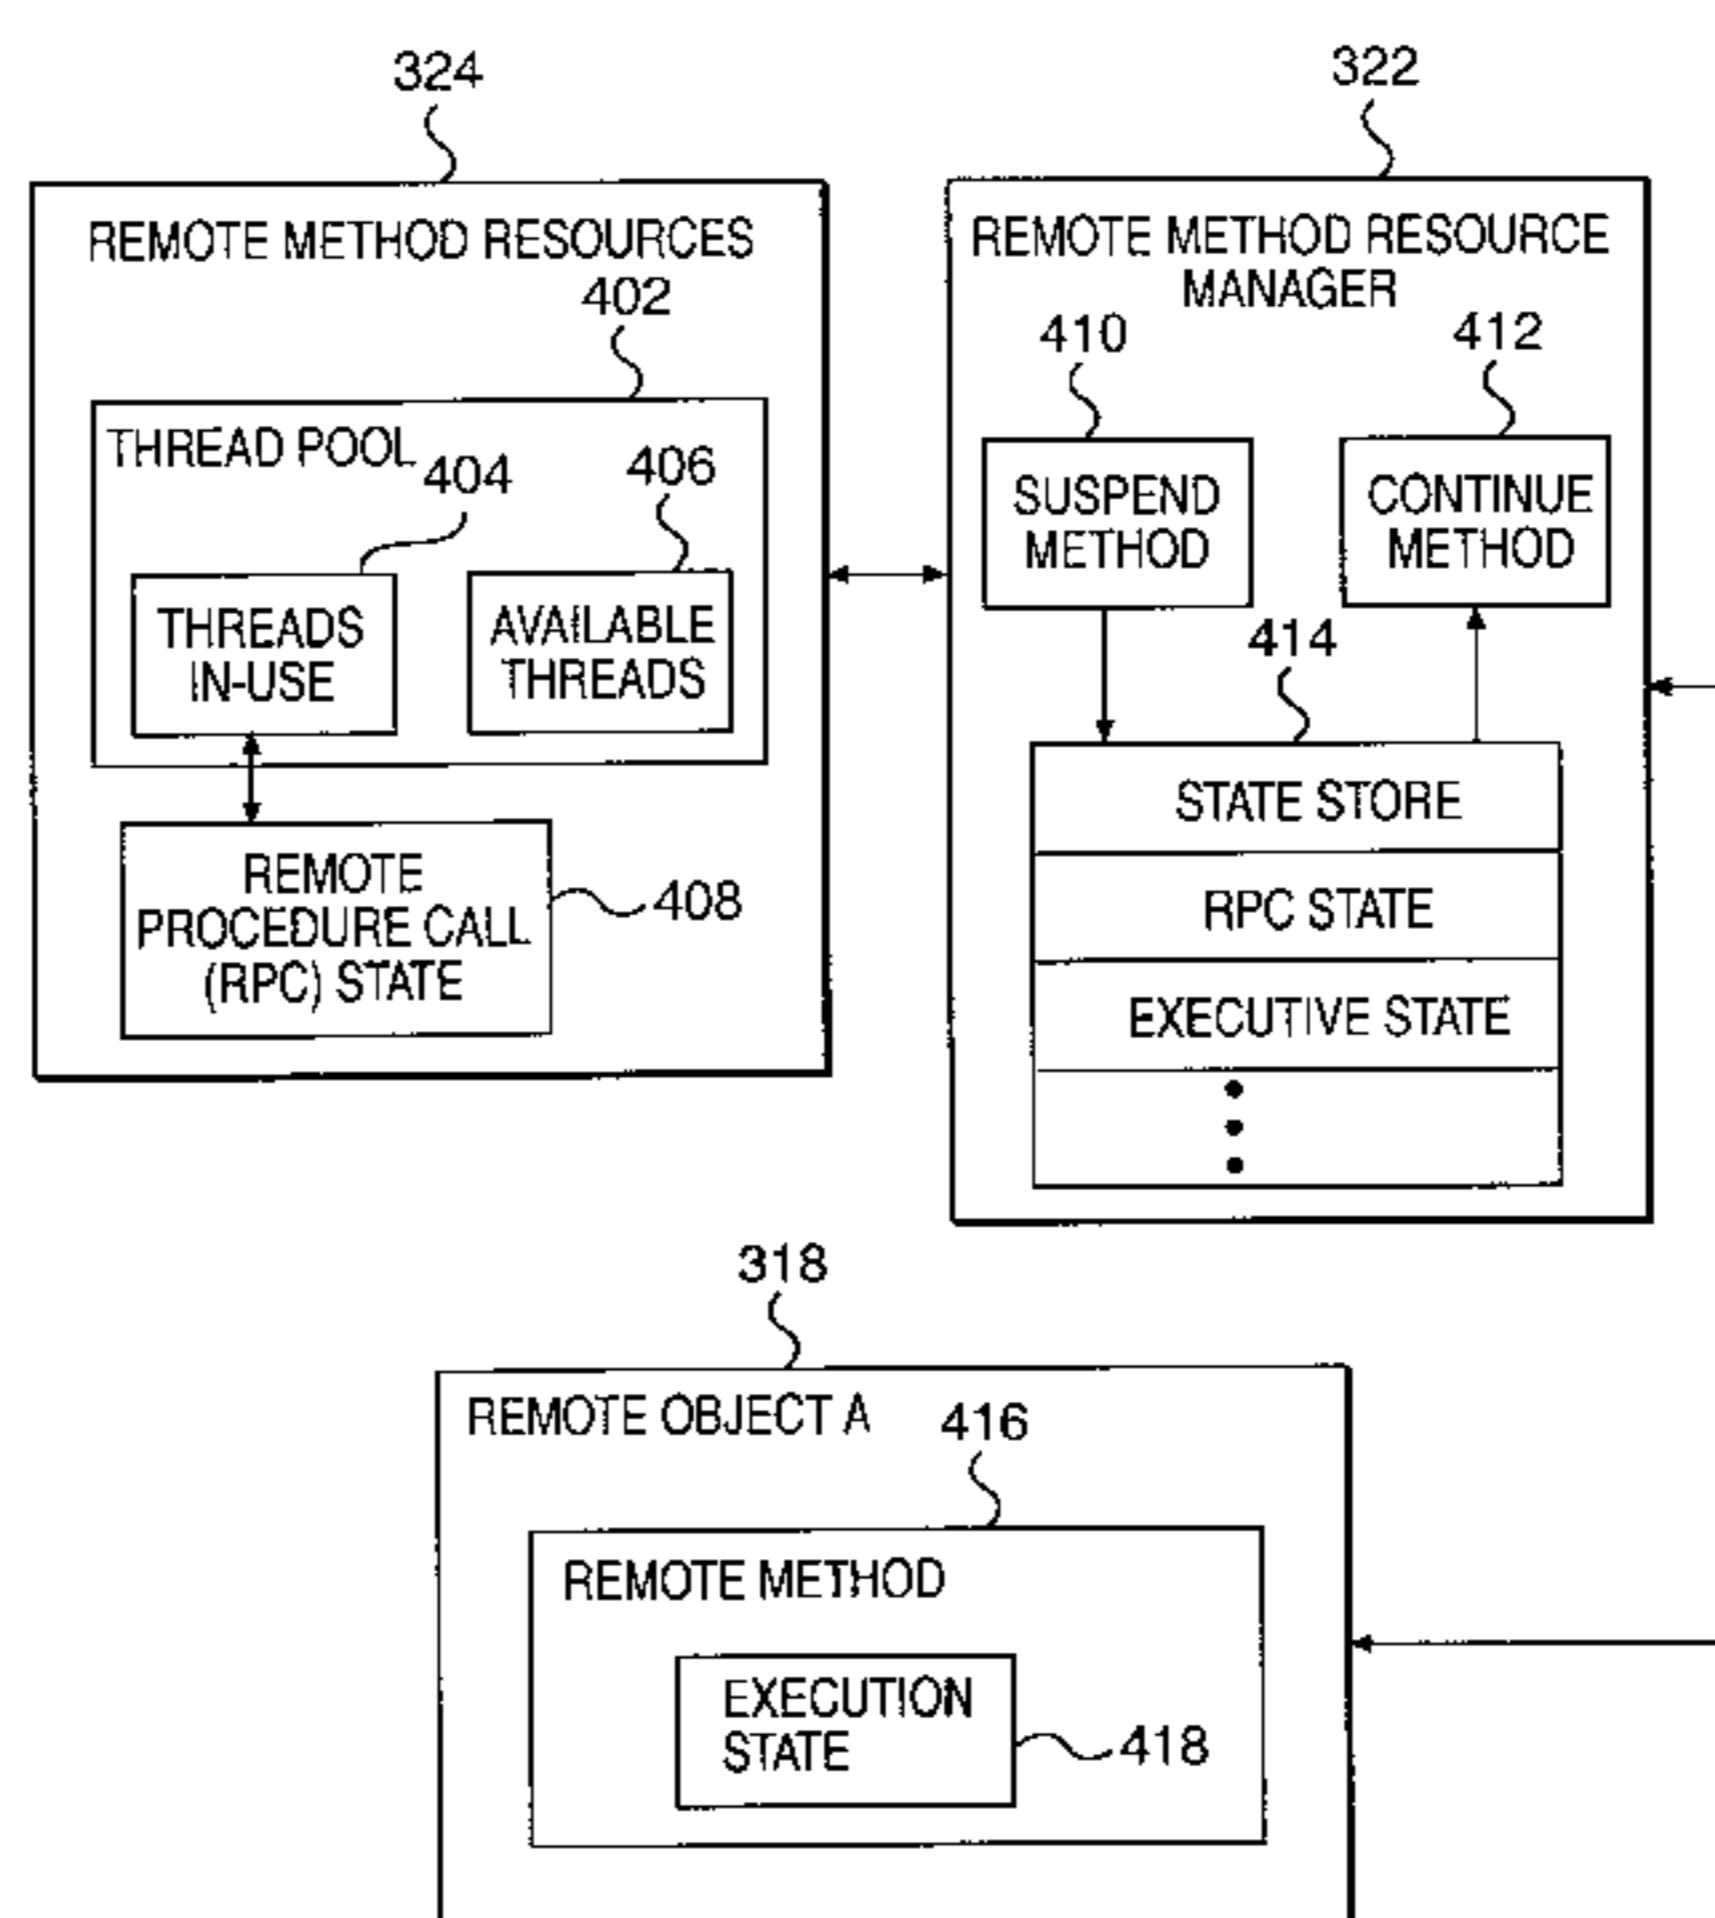 324
REMOTE METHOD RESOURCES
402
THREAD POOL
404
406
THREADS
IN-USE
AVAILABLE
THREADS
REMOTE
PROCEDURE CALL
(RPC) STATE
408
322
REMOTE METHOD RESOURCE
MANAGER
410
412
SUSPEND
METHOD
CONTINUE
METHOD
414
STATE STORE
RPC STATE
EXECUTIVE STATE
318
REMOTE OBJECT A
416
REMOTE METHOD
EXECUTION
STATE
418